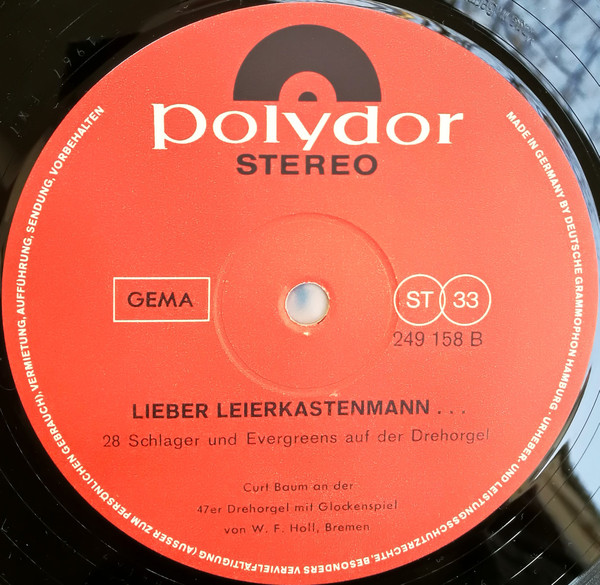 polydor
STEREO
GEMA
ST 33
249 158 B
LIEBER LEIERKASTENMANN . . .
28 Schlager und Evergreens auf der Drehorgel
Curt Baum an der
47er Drehorgel mit Glockenspiel
von W. F. Holl, Bremen
MADE IN GERMANY BY DEUTSCHE GRAMMOPHON HAMBURG · URHEBER- UND LEISTUNGSSCHUTZRECHTE, BESONDERS VERVIELFÄLTIGUNG (AUSSER ZUM PERSÖNLICHEN GEBRAUCH), VERMIETUNG, AUFFÜHRUNG, SENDUNG, VORBEHALTEN